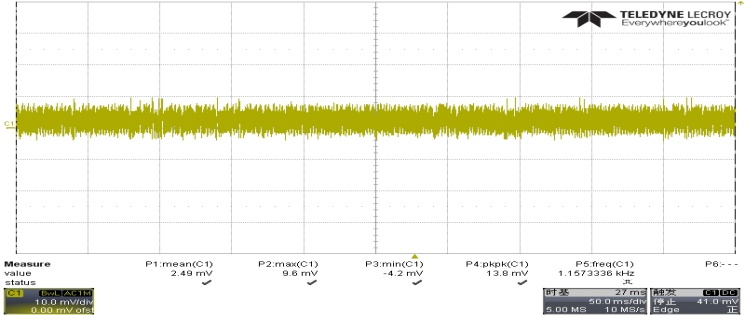 TELEDYNE LECROY
Everywhereyoulook
C1
Measure P1:mean(C1) P2:max(C1) P3:min(C1) P4:pkpk(C1) P5:freq(C1) P6:- - -
value 2.49 mV 9.6 mV -4.2 mV 13.8 mV 1.1573336 kHz
status
C1 BwL AC1M
10.0 mV/div
0.00 mV ofst
时基 27 ms
50.0 ms/div
5.00 MS 10 MS/s
触发 C1 DC
停止 41.0 mV
Edge 正